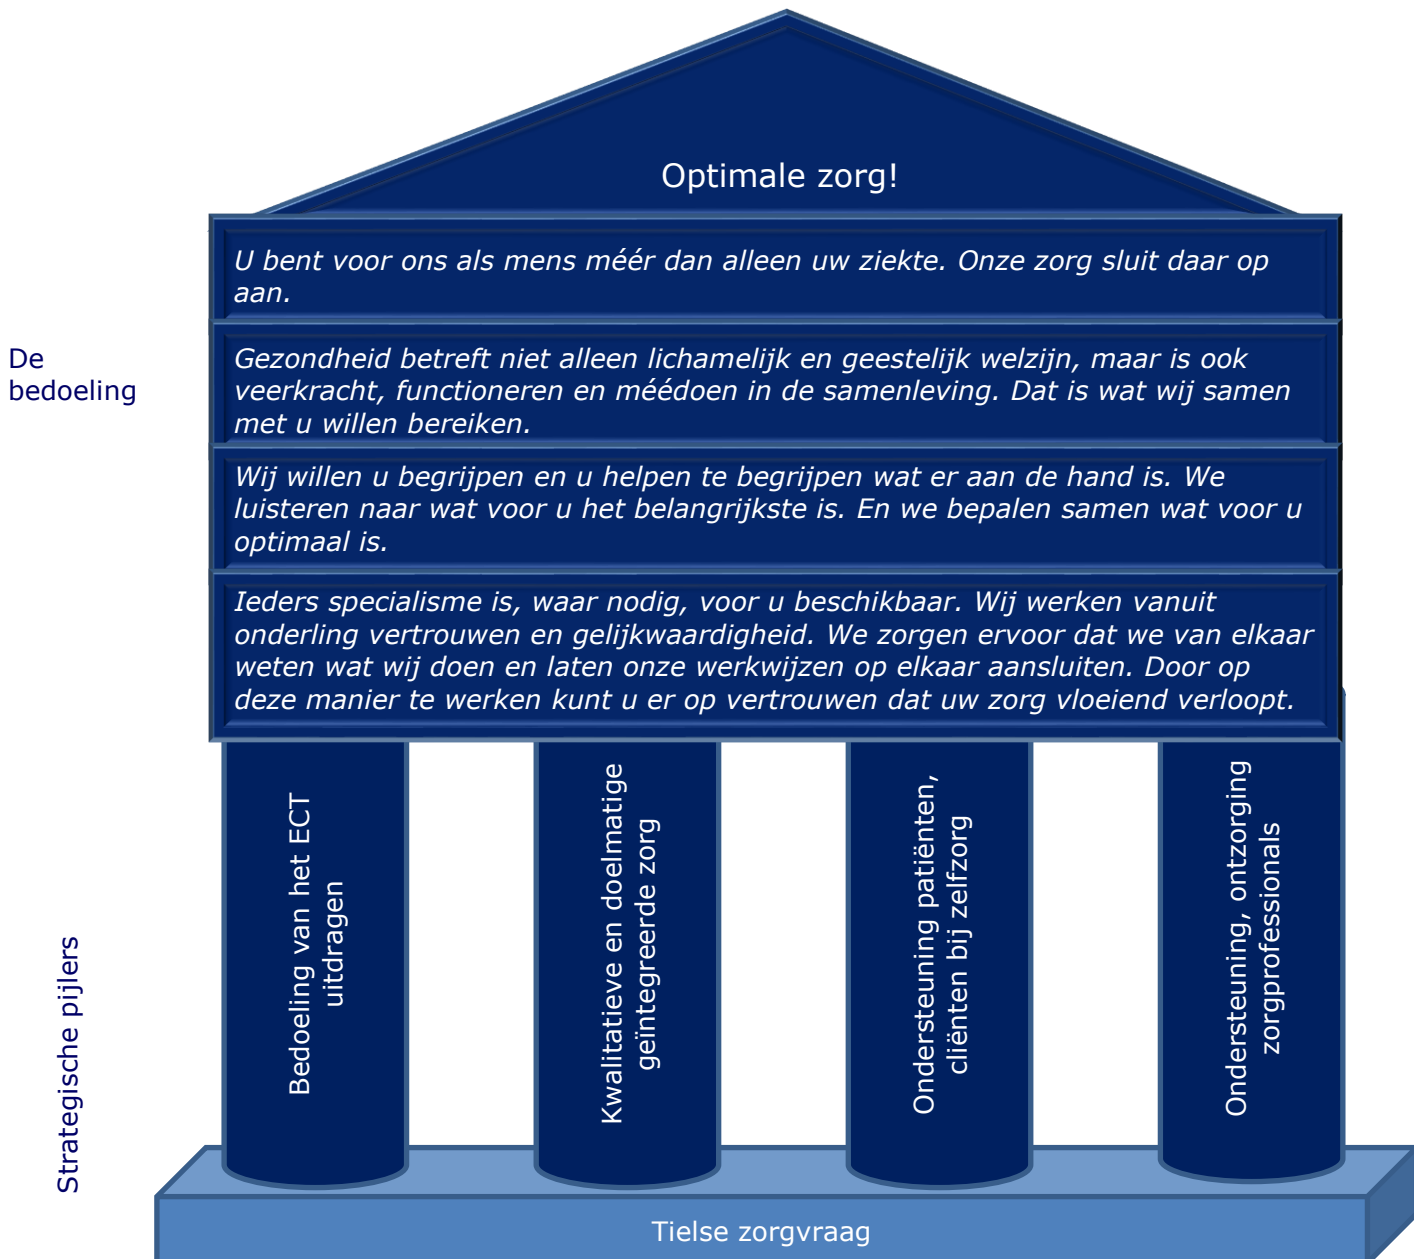 Optimale zorg!
U bent voor ons als mens méér dan alleen uw ziekte. Onze zorg sluit daar op
aan.
De
bedoeling
Gezondheid betreft niet alleen lichamelijk en geestelijk welzijn, maar is ook
veerkracht, functioneren en méédoen in de samenleving. Dat is wat wij samen
met u willen bereiken.
Wij willen u begrijpen en u helpen te begrijpen wat er aan de hand is. We
luisteren naar wat voor u het belangrijkste is. En we bepalen samen wat voor u
optimaal is.
Ieders specialisme is, waar nodig, voor u beschikbaar. Wij werken vanuit
onderling vertrouwen en gelijkwaardigheid. We zorgen ervoor dat we van elkaar
weten wat wij doen en laten onze werkwijzen op elkaar aansluiten. Door op
deze manier te werken kunt u er op vertrouwen dat uw zorg vloeiend verloopt.
Strategische pijlers
Bedoeling van het ECT
uitdragen
Kwalitatieve en doelmatige
geïntegreerde zorg
Ondersteuning patiënten,
cliënten bij zelfzorg
Ondersteuning, ontzorging
zorgprofessionals
Tielse zorgvraag